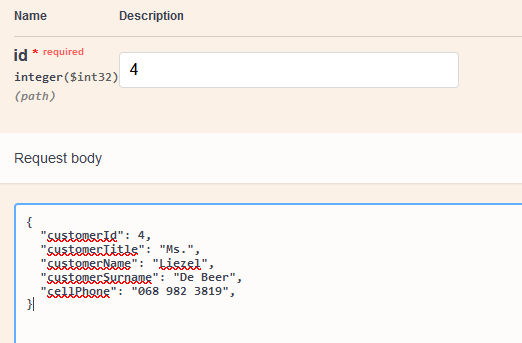 Name Description
id * required
integer($int32) 4
(path)
Request body
{
"customerId": 4,
"customerTitle": "Ms.",
"customerName": "Liezel",
"customerSurname": "De Beer",
"cellPhone": "068 982 3819",
}